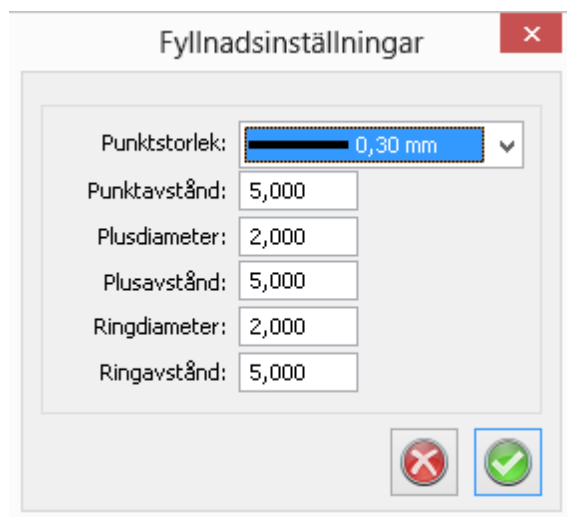 Fyllnadsinställningar
Punktstorlek: 0,30 mm
Punktavstånd: 5,000
Plusdiameter: 2,000
Plusavstånd: 5,000
Ringdiameter: 2,000
Ringavstånd: 5,000